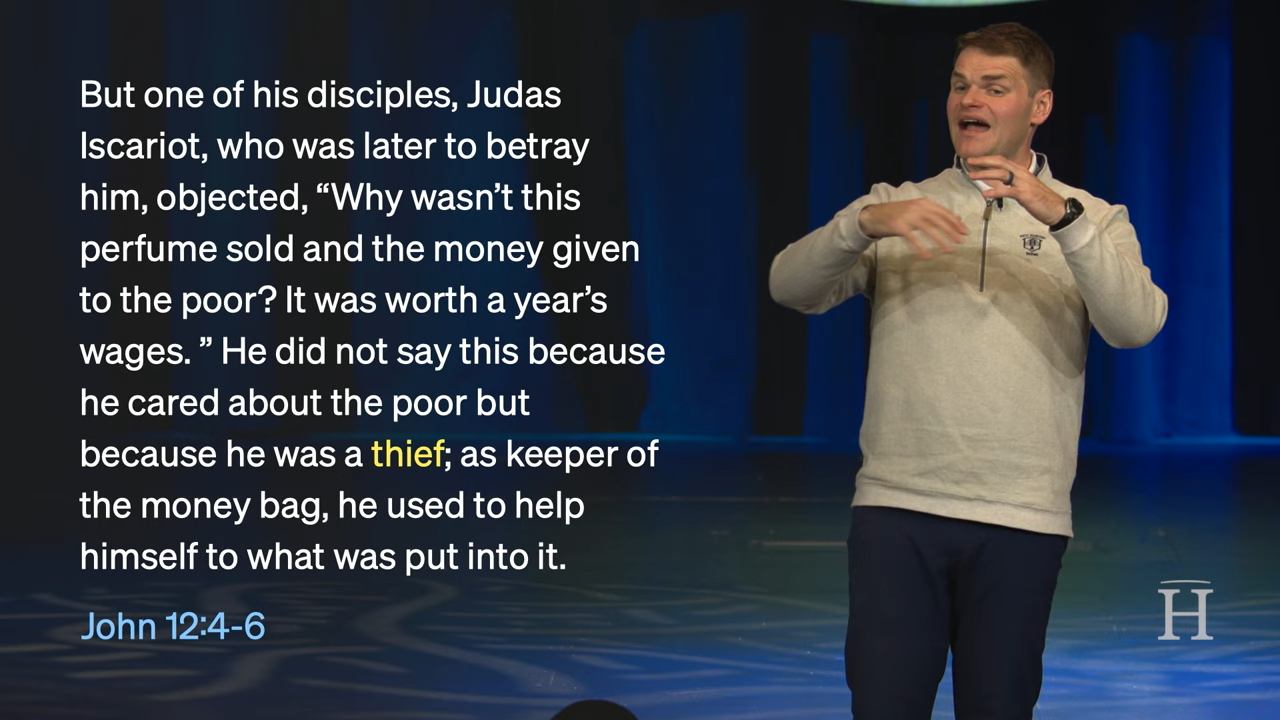 But one of his disciples, Judas
Iscariot, who was later to betray
him, objected, “Why wasn’t this
perfume sold and the money given
to the poor? It was worth a year’s
wages. ” He did not say this because
he cared about the poor but
because he was a thief; as keeper of
the money bag, he used to help
himself to what was put into it.
John 12:4-6
H